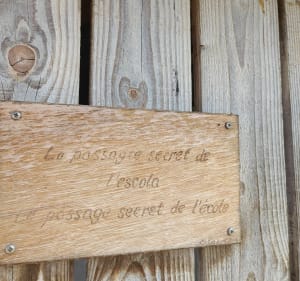 Lo passatge secret de
l'escola
Le passage secret de l'école